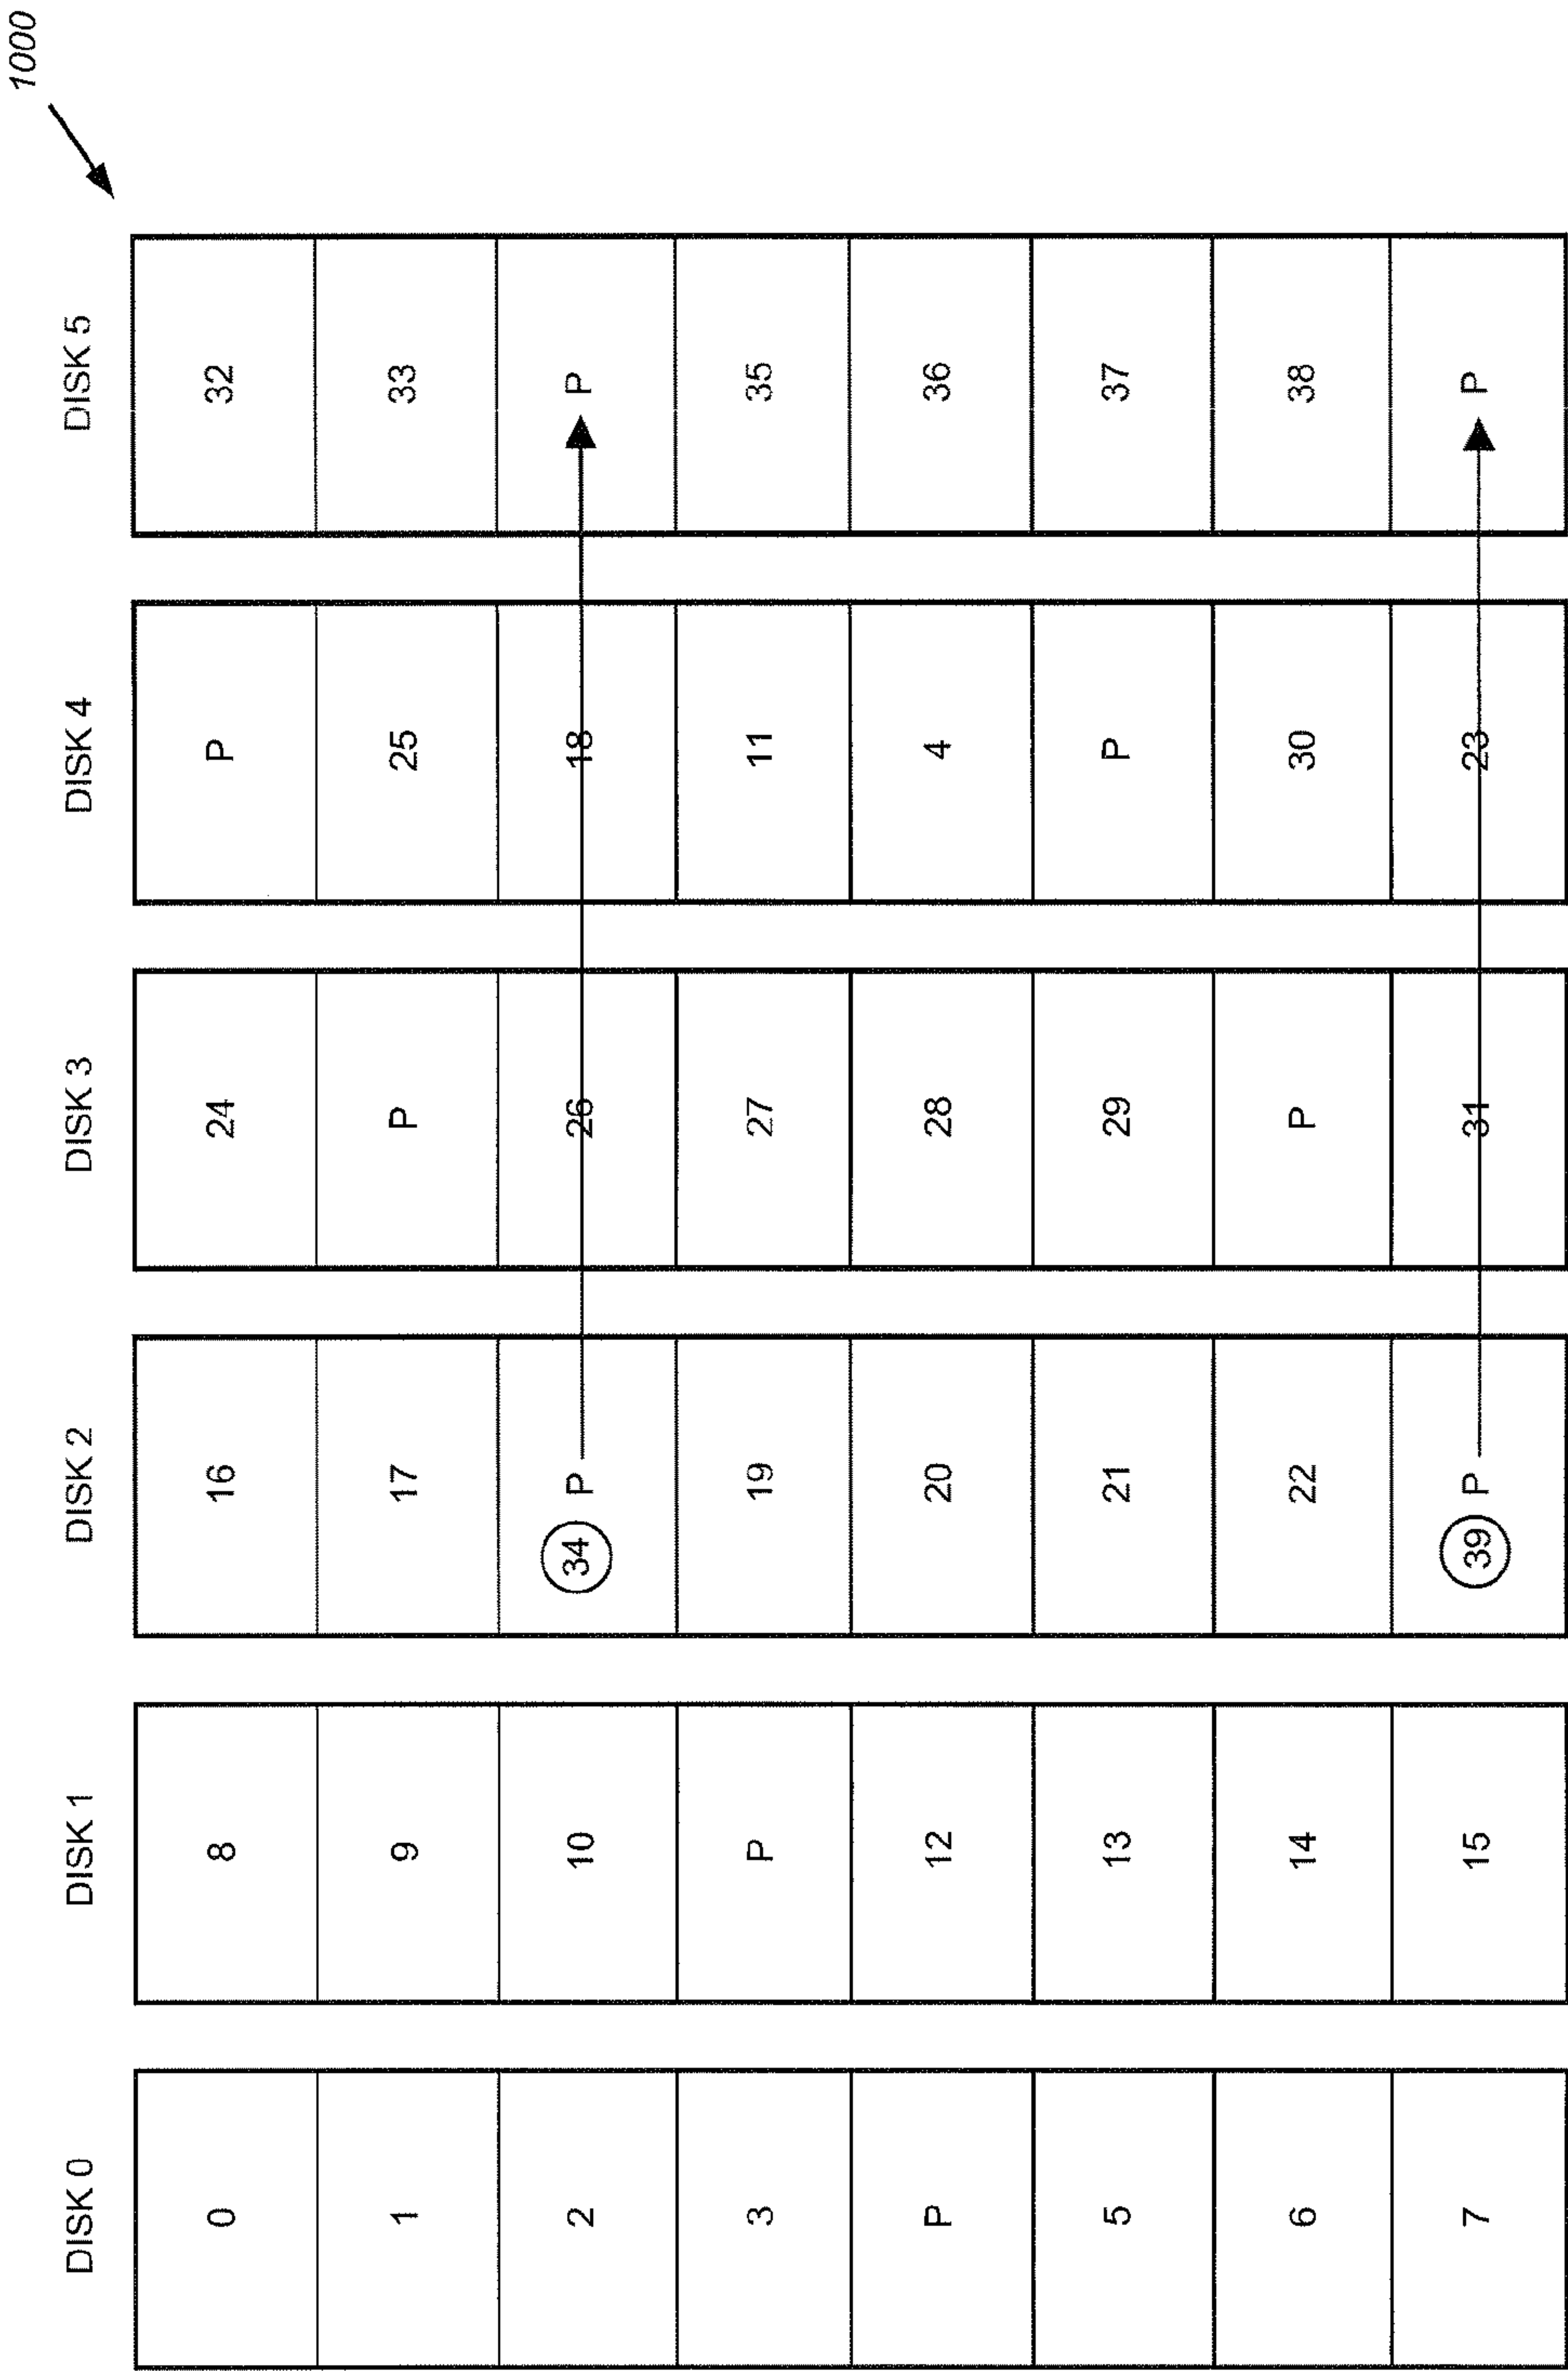 1000
DISK 0 DISK 1 DISK 2 DISK 3 DISK 4 DISK 5
0 8 16 24 P 32
1 9 17 P 25 33
2 10 34 P 26 18 P
3 P 19 27 11 35
P 12 20 28 4 36
5 13 21 29 P 37
6 14 22 P 30 38
7 15 39 P 31 23 P